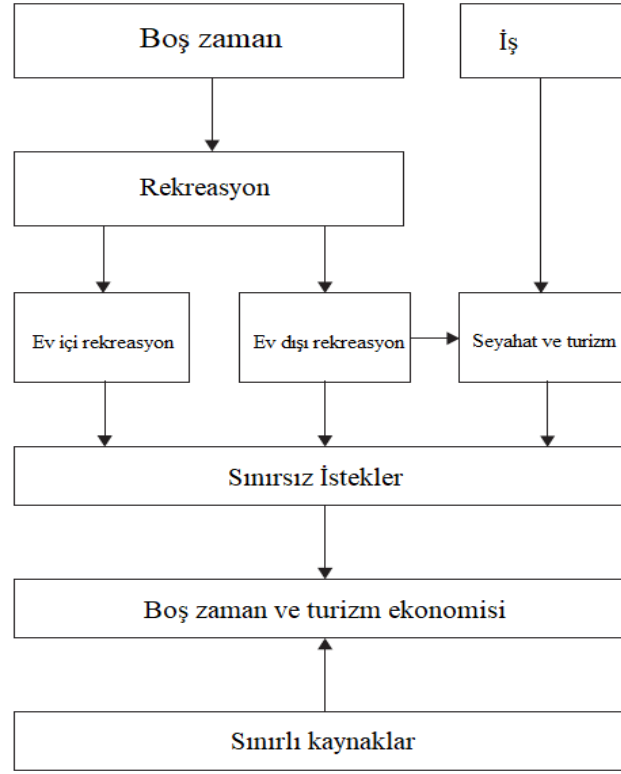 Boş zaman
İş
Rekreasyon
Ev içi rekreasyon
Ev dışı rekreasyon
Seyahat ve turizm
Sınırsız İstekler
Boş zaman ve turizm ekonomisi
Sınırlı kaynaklar